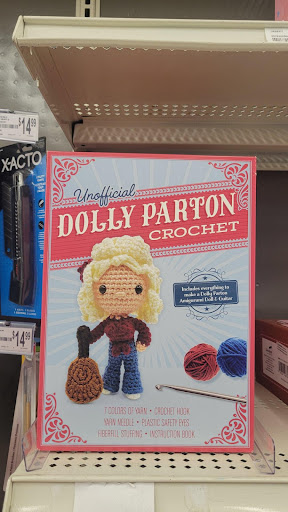 14.99
X-ACTO
Unofficial
DOLLY PARTON
CROCHET
Includes everything to
make a Dolly Parton
Amigurumi Doll & Guitar
7 COLORS OF YARN • CROCHET HOOK
YARN NEEDLE • PLASTIC SAFETY EYES
FIBERFILL STUFFING • INSTRUCTION BOOK
14.99